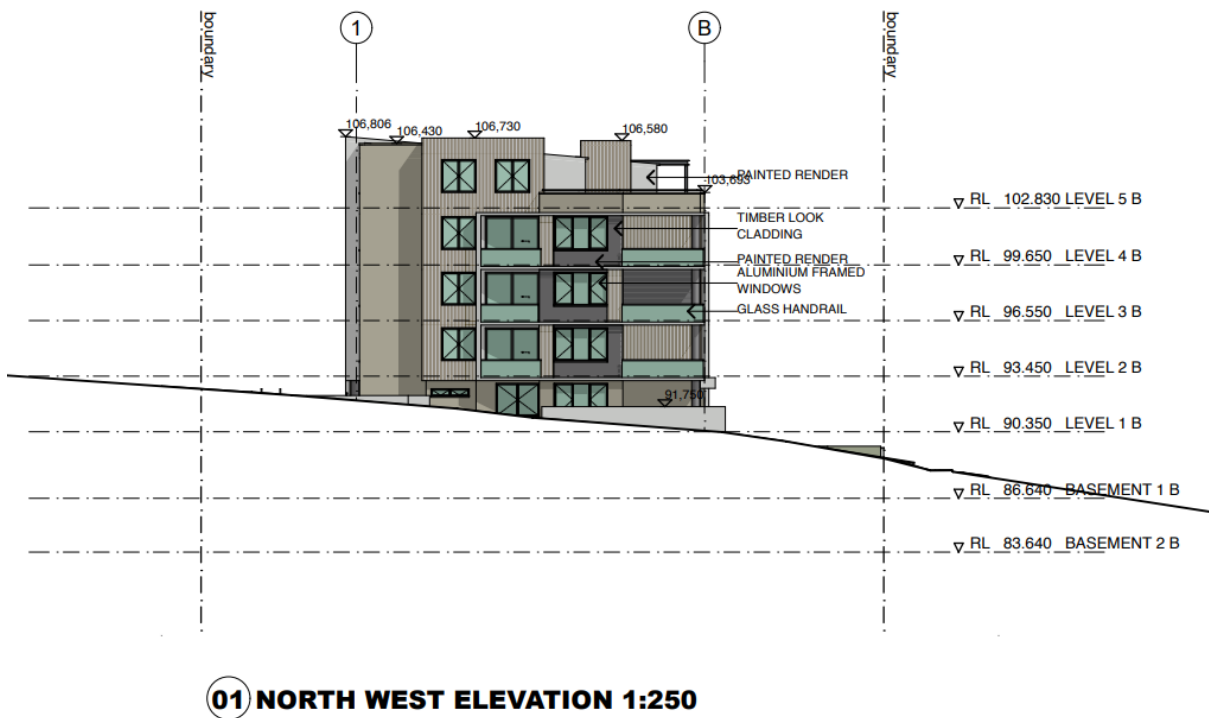 boundary
1
B
boundary
106,806
106,430
106,730
106,580
PAINTED RENDER
103,693
RL 102.830 LEVEL 5 B
TIMBER LOOK
CLADDING
RL 99.650 LEVEL 4 B
PAINTED RENDER
ALUMINIUM FRAMED
WINDOWS
GLASS HANDRAIL
RL 96.550 LEVEL 3 B
RL 93.450 LEVEL 2 B
91,750
RL 90.350 LEVEL 1 B
RL 86.640 BASEMENT 1 B
RL 83.640 BASEMENT 2 B
01 NORTH WEST ELEVATION 1:250